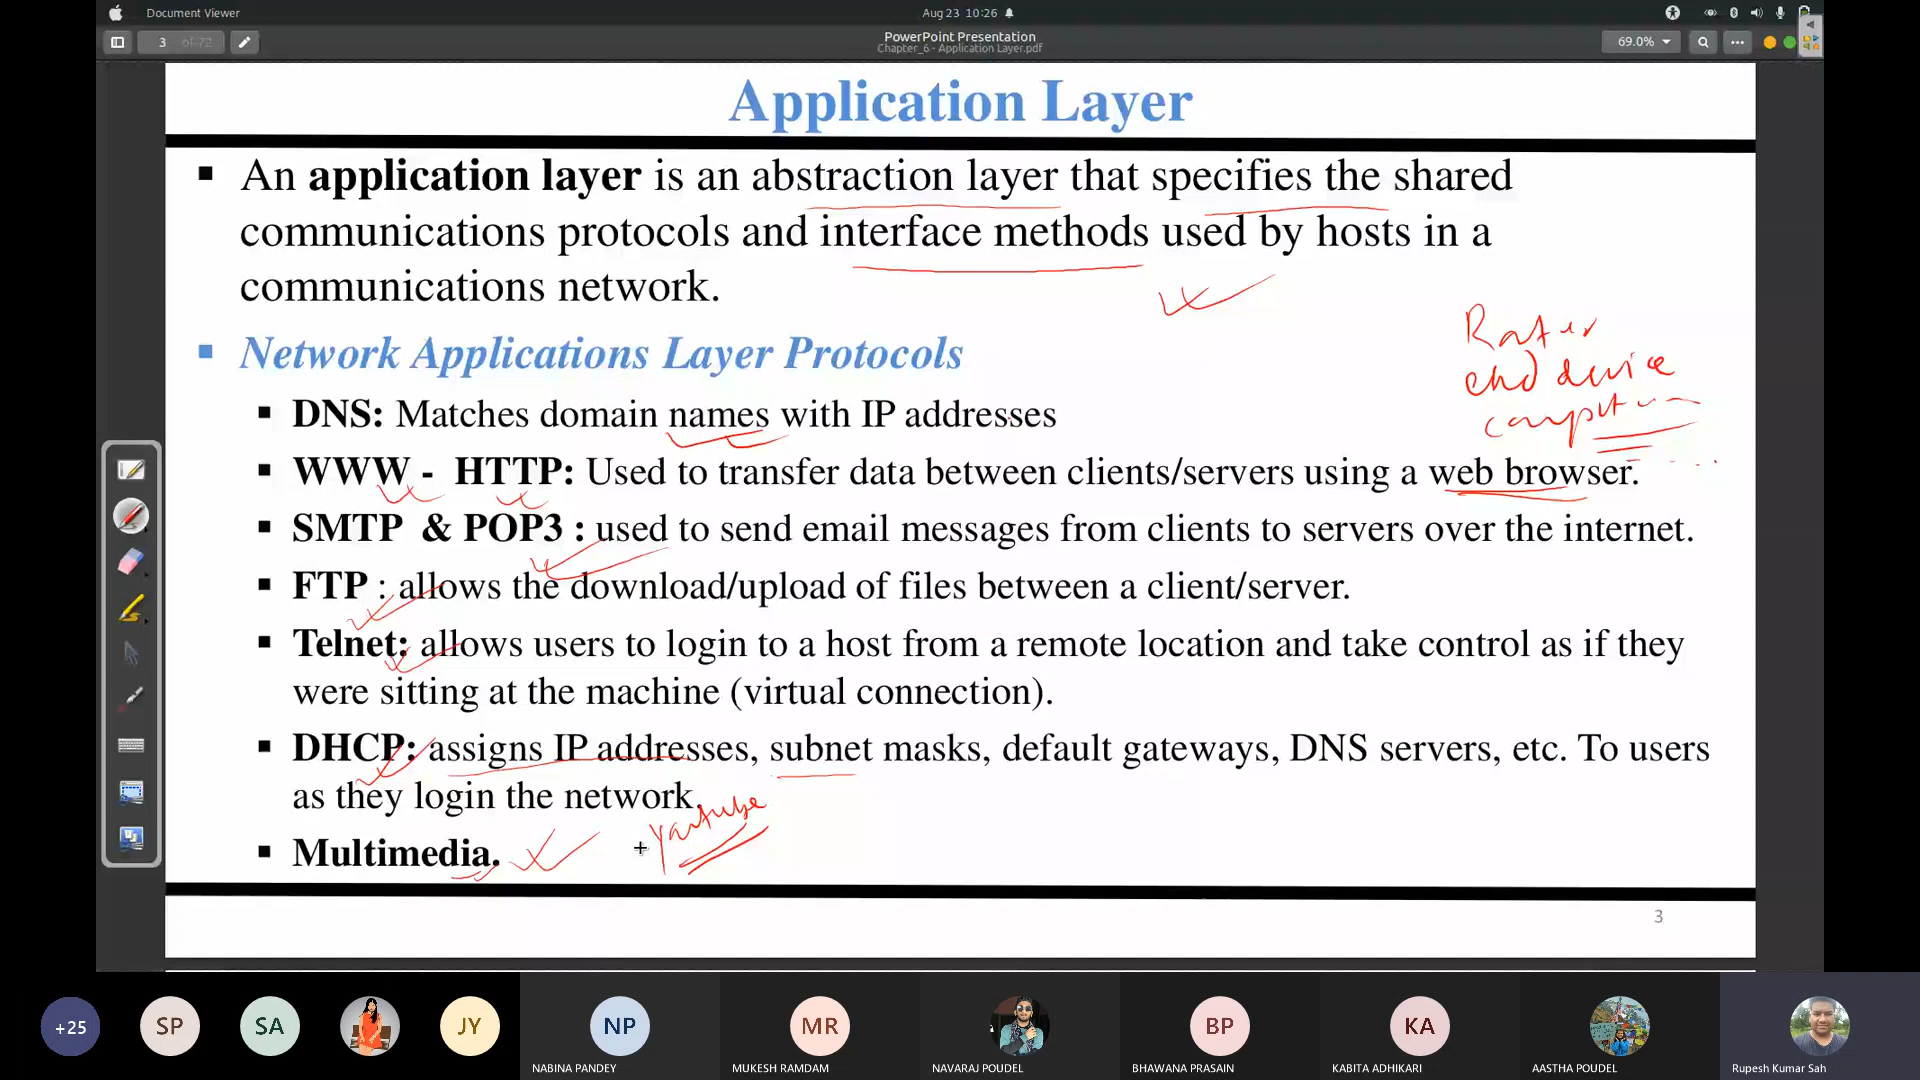 Document Viewer
Aug 23 10:26
3 of 72
PowerPoint Presentation
Chapter_6 - Application Layer.pdf
69.0%
Application Layer
▪ An application layer is an abstraction layer that specifies the shared
communications protocols and interface methods used by hosts in a
communications network.
▪ Network Applications Layer Protocols
end device
▪ DNS: Matches domain names with IP addresses
▪ WWW - HTTP: Used to transfer data between clients/servers using a web browser.
▪ SMTP & POP3 : used to send email messages from clients to servers over the internet.
▪ FTP : allows the download/upload of files between a client/server.
▪ Telnet: allows users to login to a host from a remote location and take control as if they
were sitting at the machine (virtual connection).
▪ DHCP: assigns IP addresses, subnet masks, default gateways, DNS servers, etc. To users
as they login the network.
▪ Multimedia.
3
+25
SP
SA
JY
NP
MR
BP
KA
NABINA PANDEY
MUKESH RAMDAM
NAVARAJ POUDEL
BHAWANA PRASAIN
KABITA ADHIKARI
AASTHA POUDEL
Rupesh Kumar Sah